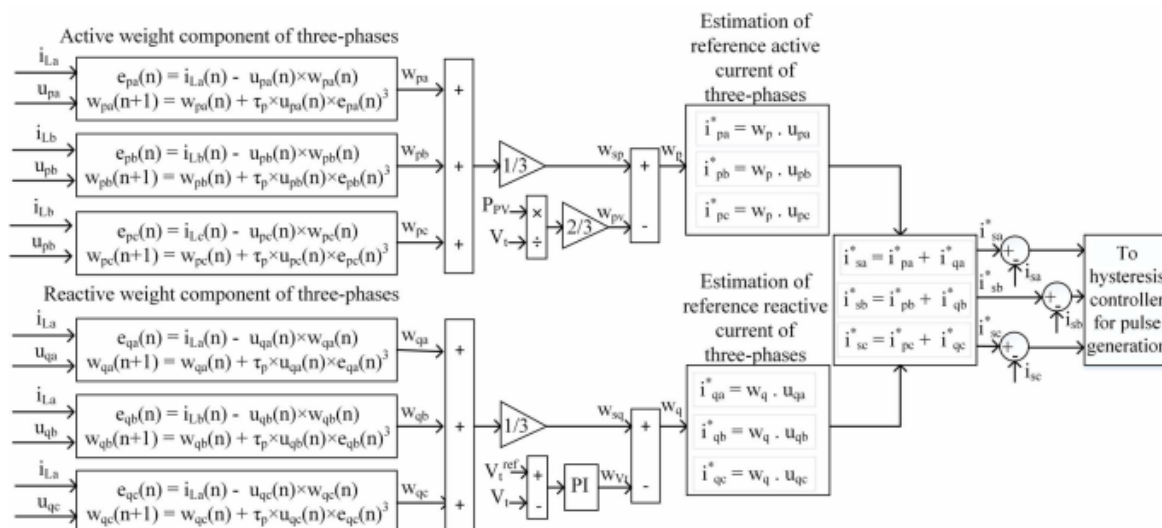 Active weight component of three-phases
i_La
u_pa
e_pa(n) = i_La(n) - u_pa(n)×w_pa(n)
w_pa(n+1) = w_pa(n) + τ_p×u_pa(n)×e_pa(n)^3
w_pa
i_Lb
u_pb
e_pb(n) = i_Lb(n) - u_pb(n)×w_pb(n)
w_pb(n+1) = w_pb(n) + τ_p×u_pb(n)×e_pb(n)^3
w_pb
i_Lb
u_pb
e_pc(n) = i_Lc(n) - u_pc(n)×w_pc(n)
w_pc(n+1) = w_pc(n) + τ_p×u_pc(n)×e_pc(n)^3
w_pc
+
+
+
1/3
w_sp
P_PV
V_t
×
÷
2/3
w_pv
+
-
w_p
Estimation of
reference active
current of
three-phases
i*_pa = w_p . u_pa
i*_pb = w_p . u_pb
i*_pc = w_p . u_pc
Reactive weight component of three-phases
i_La
u_qa
e_qa(n) = i_La(n) - u_qa(n)×w_qa(n)
w_qa(n+1) = w_qa(n) + τ_p×u_qa(n)×e_qa(n)^3
w_qa
i_La
u_qb
e_qb(n) = i_Lb(n) - u_qb(n)×w_qb(n)
w_qb(n+1) = w_qb(n) + τ_p×u_qb(n)×e_qb(n)^3
w_qb
i_La
u_qc
e_qc(n) = i_La(n) - u_qc(n)×w_qc(n)
w_qc(n+1) = w_qc(n) + τ_p×u_qc(n)×e_qc(n)^3
w_qc
+
+
+
1/3
w_sq
V_t^ref
V_t
+
-
PI
w_Vt
+
-
w_q
Estimation of
reference reactive
current of
three-phases
i*_qa = w_q . u_qa
i*_qb = w_q . u_qb
i*_qc = w_q . u_qc
i*_sa = i*_pa + i*_qa
i*_sb = i*_pb + i*_qb
i*_sc = i*_pc + i*_qc
i*_sa
+
-
i_sa
i*_sb
+
-
i_sb
i*_sc
+
-
i_sc
To
hysteresis
controller
for pulse
generation